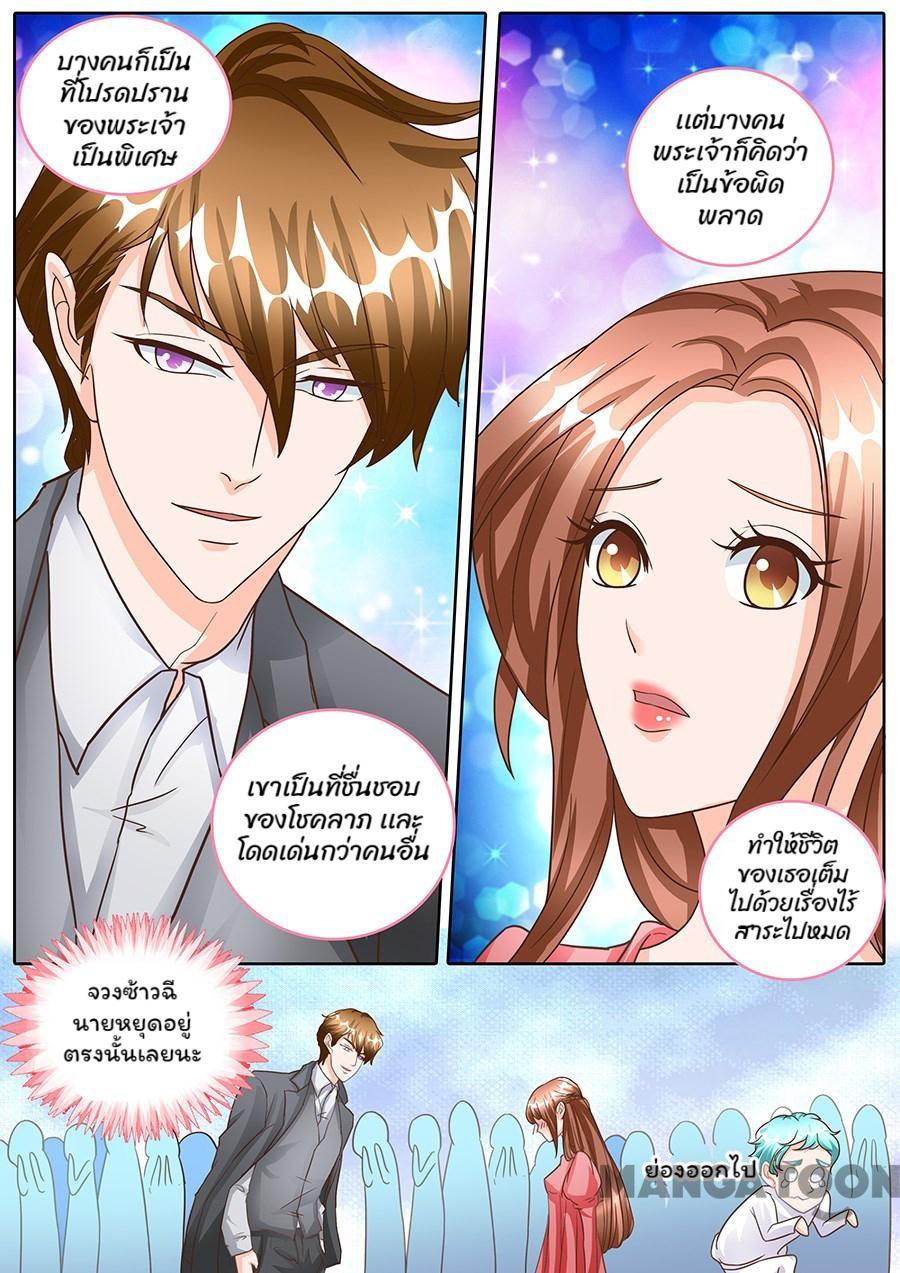 บางคนก็เป็น
ที่โปรดปราน
ของพระเจ้า
เป็นพิเศษ
เขาเป็นที่ชื่นชอบ
ของโชคลาภ และ
โดดเด่นกว่าคนอื่น
แต่บางคน
พระเจ้าก็คิดว่า
เป็นข้อผิด
พลาด
ทำให้ชีวิต
ของเธอเต็ม
ไปด้วยเรื่องไร้
สาระไปหมด
จวงซ้าวฉี
นายหยุดอยู่
ตรงนั้นเลยนะ
ย่องออกไป
MANGATOON